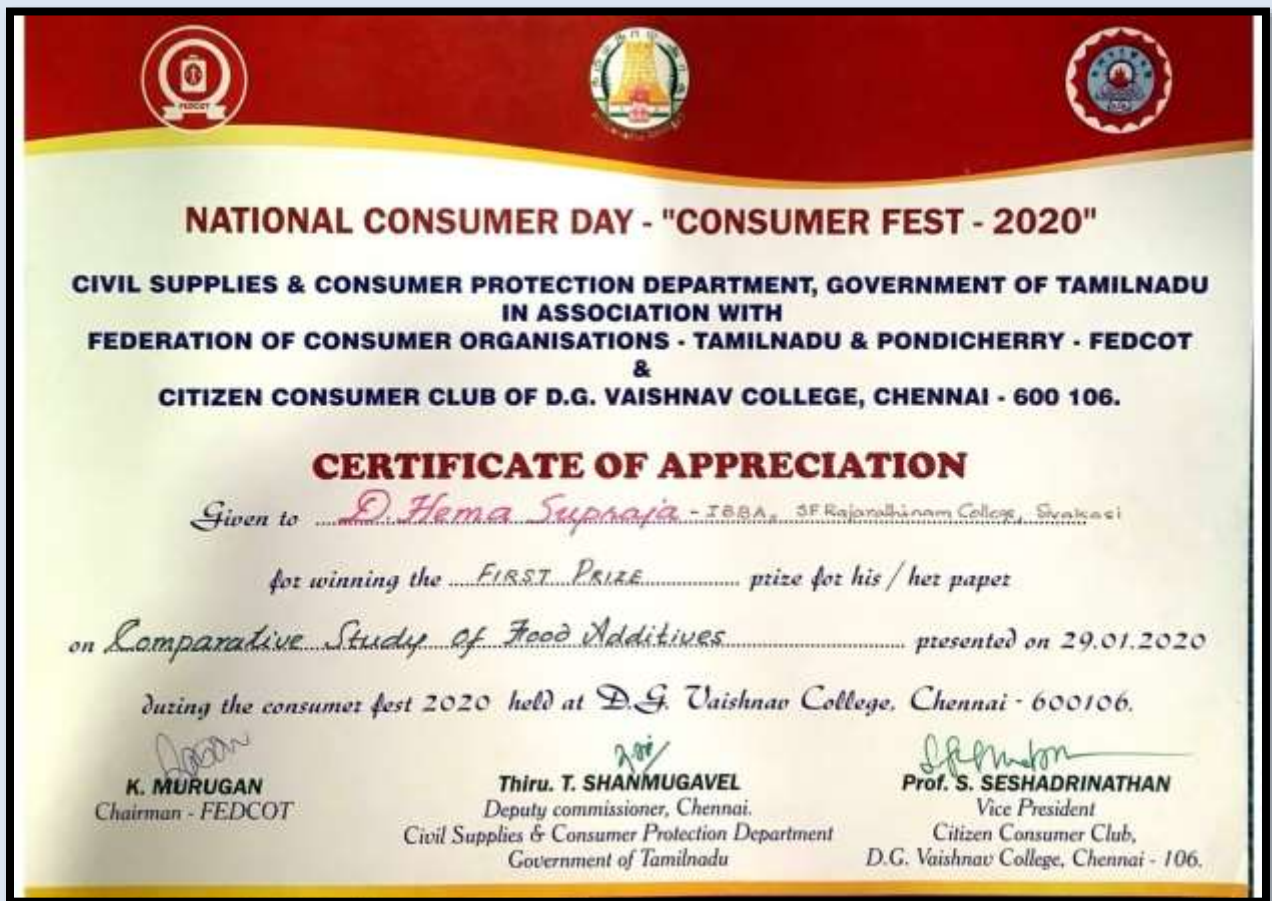 FEDCOT
NATIONAL CONSUMER DAY - "CONSUMER FEST - 2020"
CIVIL SUPPLIES & CONSUMER PROTECTION DEPARTMENT, GOVERNMENT OF TAMILNADU
IN ASSOCIATION WITH
FEDERATION OF CONSUMER ORGANISATIONS - TAMILNADU & PONDICHERRY - FEDCOT
&
CITIZEN CONSUMER CLUB OF D.G. VAISHNAV COLLEGE, CHENNAI - 600 106.
CERTIFICATE OF APPRECIATION
Given to D. Hema Supraja - I BBA, SF Rajarathinam College, Sivakasi
for winning the FIRST PRIZE prize for his / her paper
on Comparative Study of Food Additives presented on 29.01.2020
during the consumer fest 2020 held at D.G. Vaishnav College, Chennai - 600106.
K. MURUGAN
Chairman - FEDCOT
Thiru. T. SHANMUGAVEL
Deputy commissioner, Chennai.
Civil Supplies & Consumer Protection Department
Government of Tamilnadu
Prof. S. SESHADRINATHAN
Vice President
Citizen Consumer Club,
D.G. Vaishnav College, Chennai - 106.